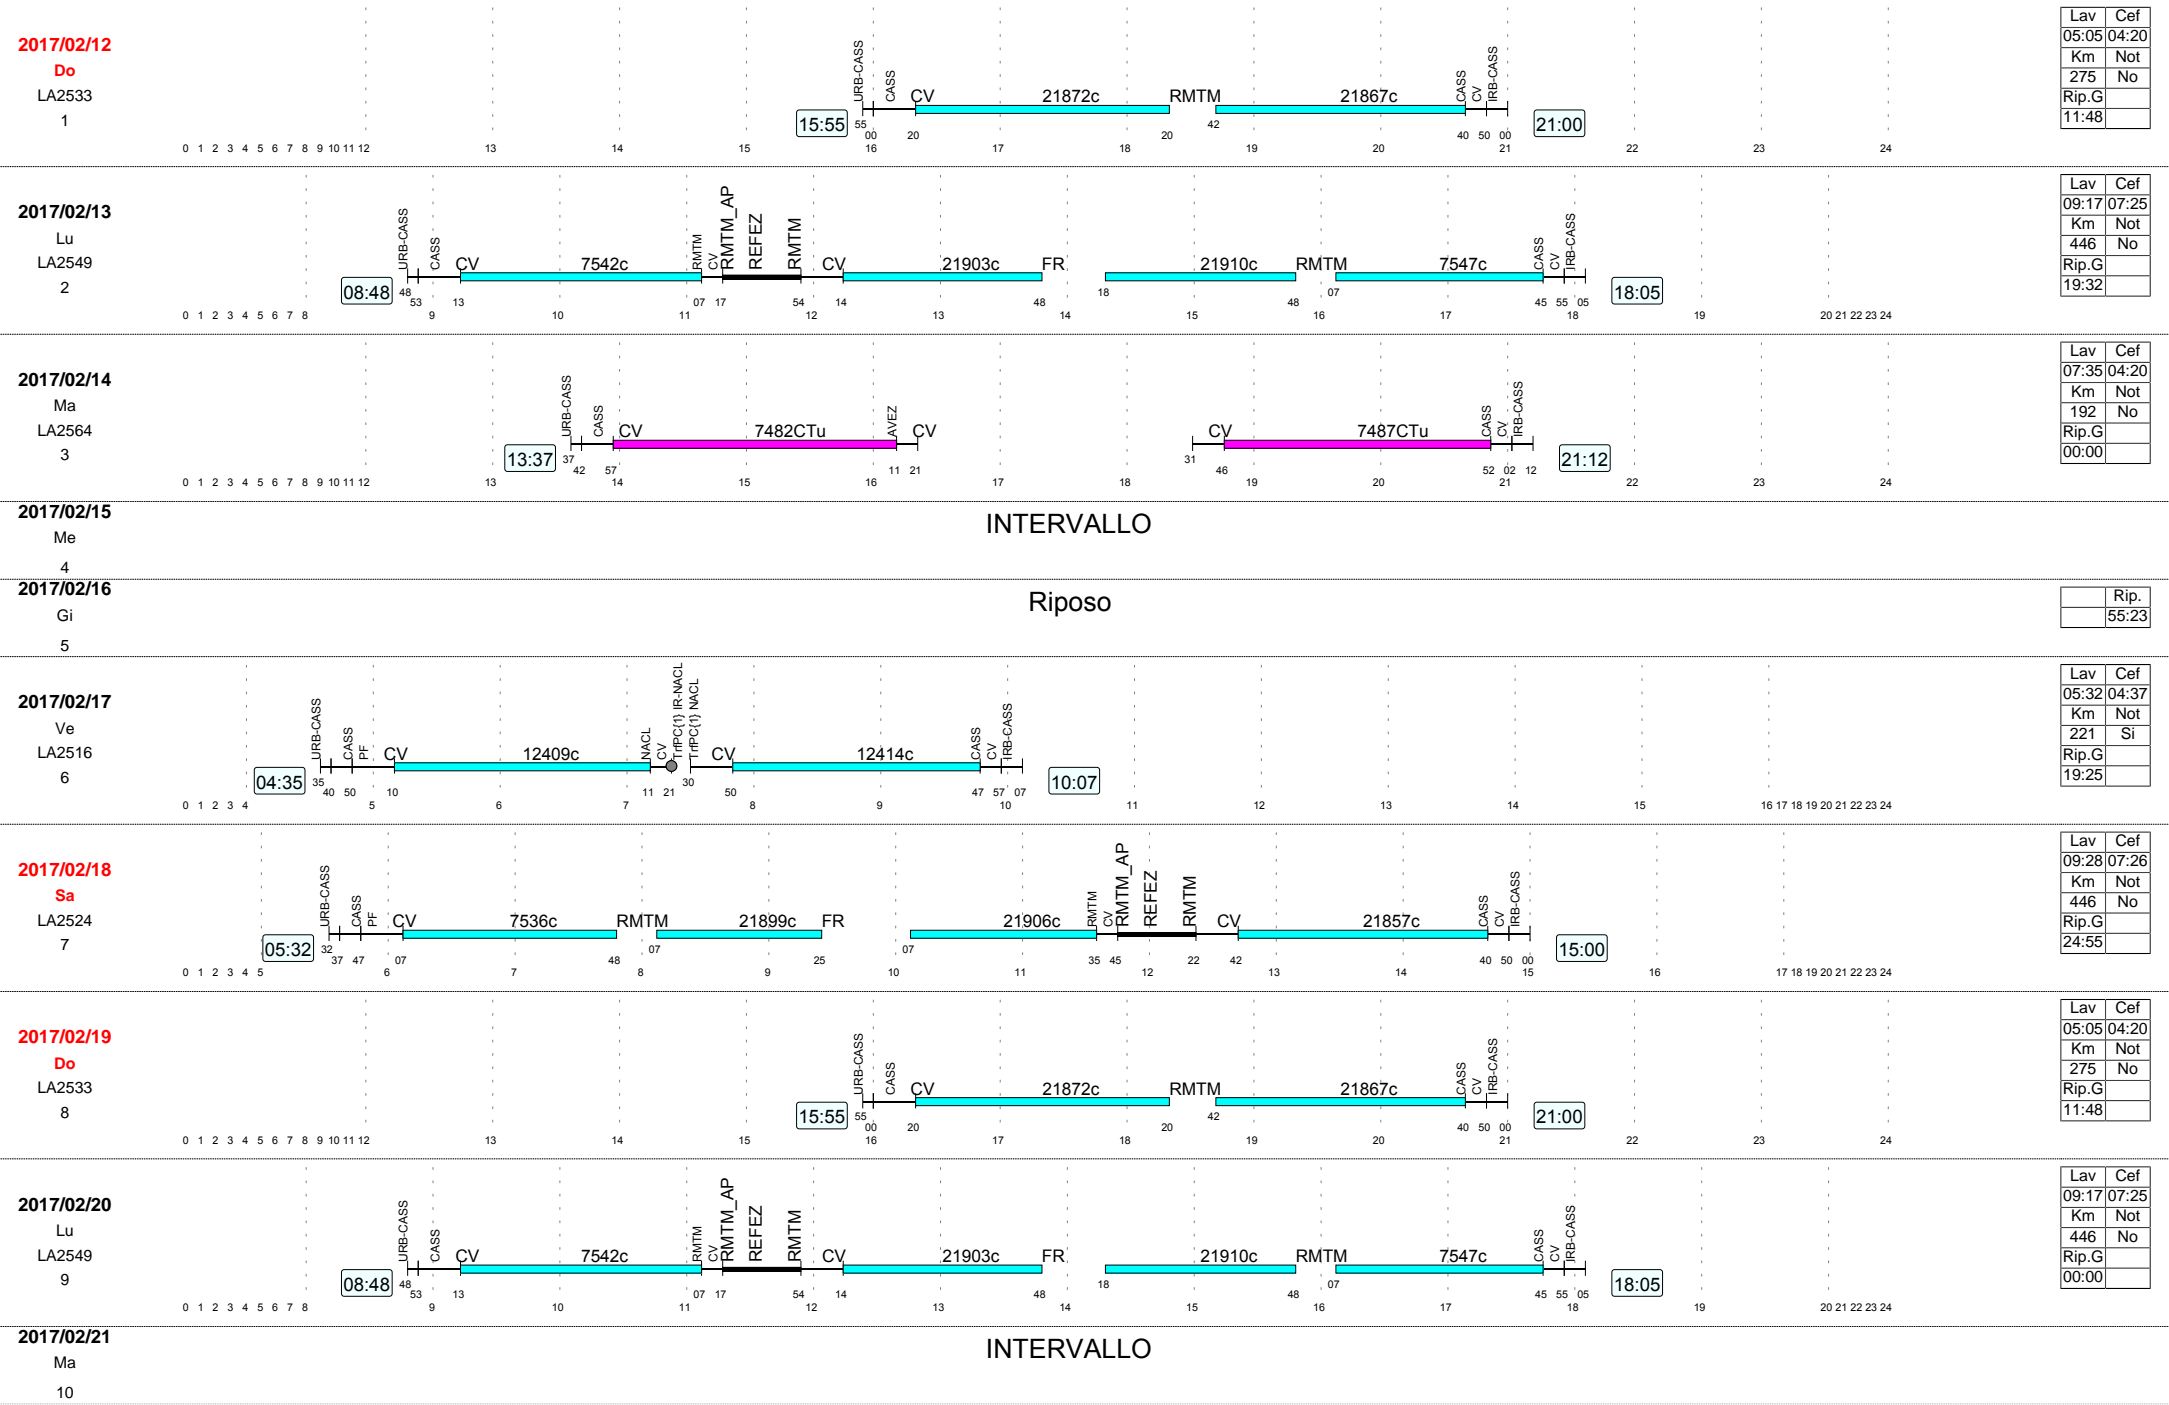 2017/02/12
Do
LA2533
1
15:55
URB-CASS CASS CV 21872c RMTM 21867c CASS CV IRB-CASS
55 00 20 20 42 40 50 00
21:00
0 1 2 3 4 5 6 7 8 9 10 11 12 13 14 15 16 17 18 19 20 21 22 23 24
Lav Cef
05:05 04:20
Km Not
275 No
Rip.G
11:48
2017/02/13
Lu
LA2549
2
08:48
URB-CASS CASS CV 7542c RMTM CV RMTM_AP REFEZ RMTM CV 21903c FR 21910c RMTM 7547c CASS CV IRB-CASS
48 53 13 07 17 54 14 48 18 48 07 45 55 05
18:05
0 1 2 3 4 5 6 7 8 9 10 11 12 13 14 15 16 17 18 19 20 21 22 23 24
Lav Cef
09:17 07:25
Km Not
446 No
Rip.G
19:32
2017/02/14
Ma
LA2564
3
13:37
URB-CASS CASS CV 7482CTu AVEZ CV CV 7487CTu CASS CV IRB-CASS
37 42 57 11 21 31 46 52 02 12
21:12
0 1 2 3 4 5 6 7 8 9 10 11 12 13 14 15 16 17 18 19 20 21 22 23 24
Lav Cef
07:35 04:20
Km Not
192 No
Rip.G
00:00
2017/02/15
Me
4
INTERVALLO
2017/02/16
Gi
5
Riposo
Rip.
55:23
2017/02/17
Ve
LA2516
6
04:35
URB-CASS CASS PF CV 12409c NACL CV TrfPC{1} IR-NACL TrfPC{1} NACL CV 12414c CASS CV IRB-CASS
35 40 50 10 11 21 30 50 47 57 07
10:07
0 1 2 3 4 5 6 7 8 9 10 11 12 13 14 15 16 17 18 19 20 21 22 23 24
Lav Cef
05:32 04:37
Km Not
221 Si
Rip.G
19:25
2017/02/18
Sa
LA2524
7
05:32
URB-CASS CASS PF CV 7536c RMTM 21899c FR 21906c RMTM CV RMTM_AP REFEZ RMTM CV 21857c CASS CV IRB-CASS
32 37 47 07 48 07 25 07 35 45 22 42 40 50 00
15:00
0 1 2 3 4 5 6 7 8 9 10 11 12 13 14 15 16 17 18 19 20 21 22 23 24
Lav Cef
09:28 07:26
Km Not
446 No
Rip.G
24:55
2017/02/19
Do
LA2533
8
15:55
URB-CASS CASS CV 21872c RMTM 21867c CASS CV IRB-CASS
55 00 20 20 42 40 50 00
21:00
0 1 2 3 4 5 6 7 8 9 10 11 12 13 14 15 16 17 18 19 20 21 22 23 24
Lav Cef
05:05 04:20
Km Not
275 No
Rip.G
11:48
2017/02/20
Lu
LA2549
9
08:48
URB-CASS CASS CV 7542c RMTM CV RMTM_AP REFEZ RMTM CV 21903c FR 21910c RMTM 7547c CASS CV IRB-CASS
48 53 13 07 17 54 14 48 18 48 07 45 55 05
18:05
0 1 2 3 4 5 6 7 8 9 10 11 12 13 14 15 16 17 18 19 20 21 22 23 24
Lav Cef
09:17 07:25
Km Not
446 No
Rip.G
00:00
2017/02/21
Ma
10
INTERVALLO